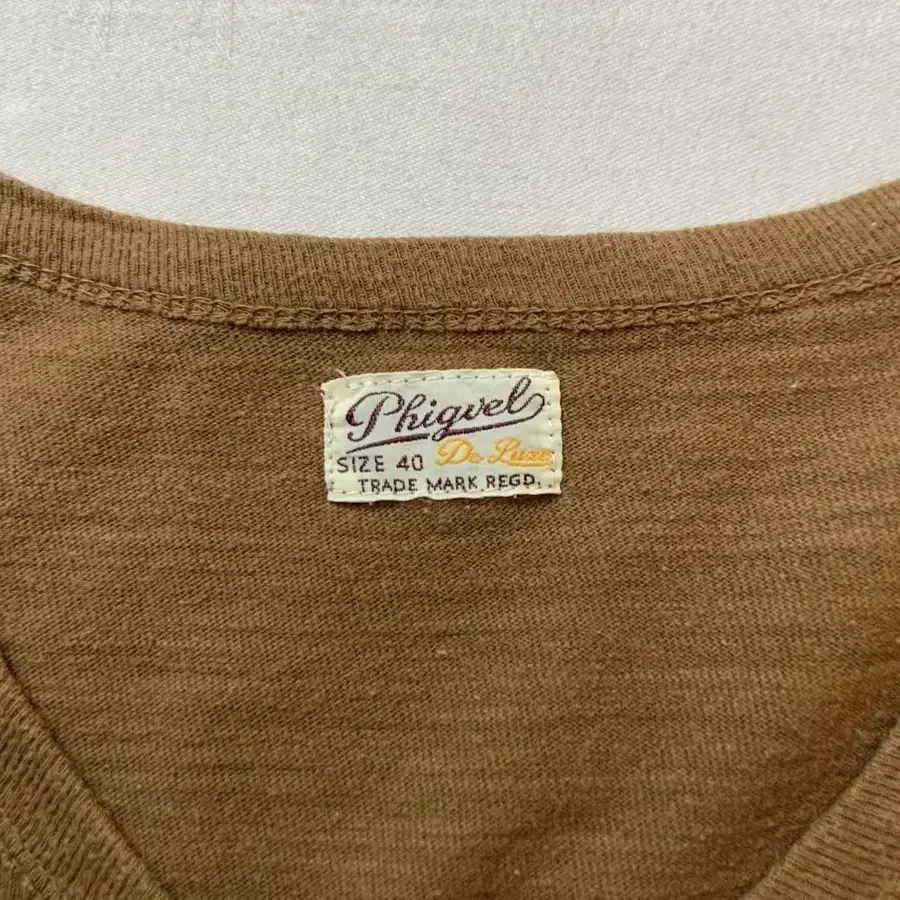 Phigvel
SIZE 40 De Luxe
TRADE MARK REGD.